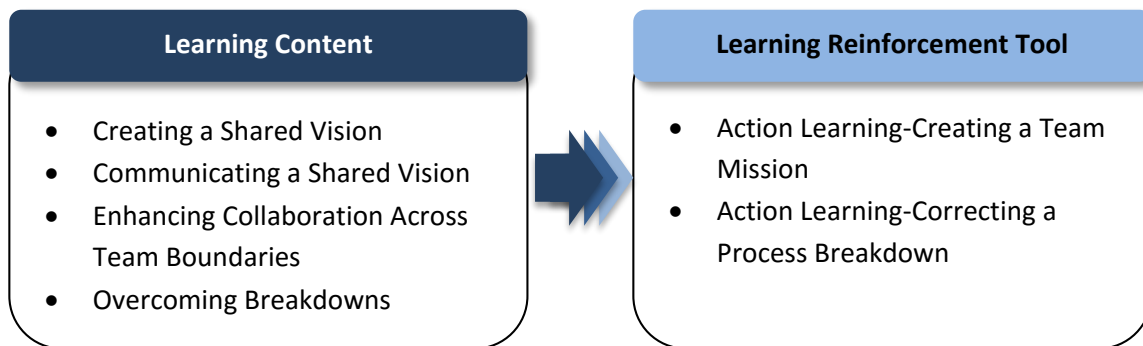 Learning Content
• Creating a Shared Vision
• Communicating a Shared Vision
• Enhancing Collaboration Across
Team Boundaries
• Overcoming Breakdowns
Learning Reinforcement Tool
• Action Learning-Creating a Team
Mission
• Action Learning-Correcting a
Process Breakdown